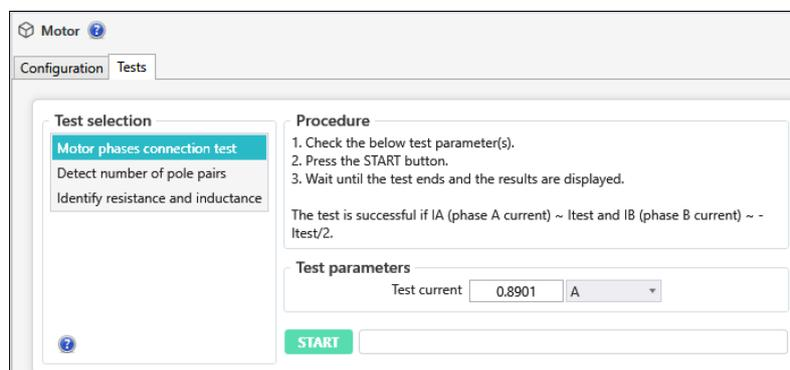 Motor
Configuration
Tests
Test selection
Motor phases connection test
Detect number of pole pairs
Identify resistance and inductance
Procedure
1. Check the below test parameter(s).
2. Press the START button.
3. Wait until the test ends and the results are displayed.
The test is successful if IA (phase A current) ~ Itest and IB (phase B current) ~ -
Itest/2.
Test parameters
Test current 0.8901 A
START